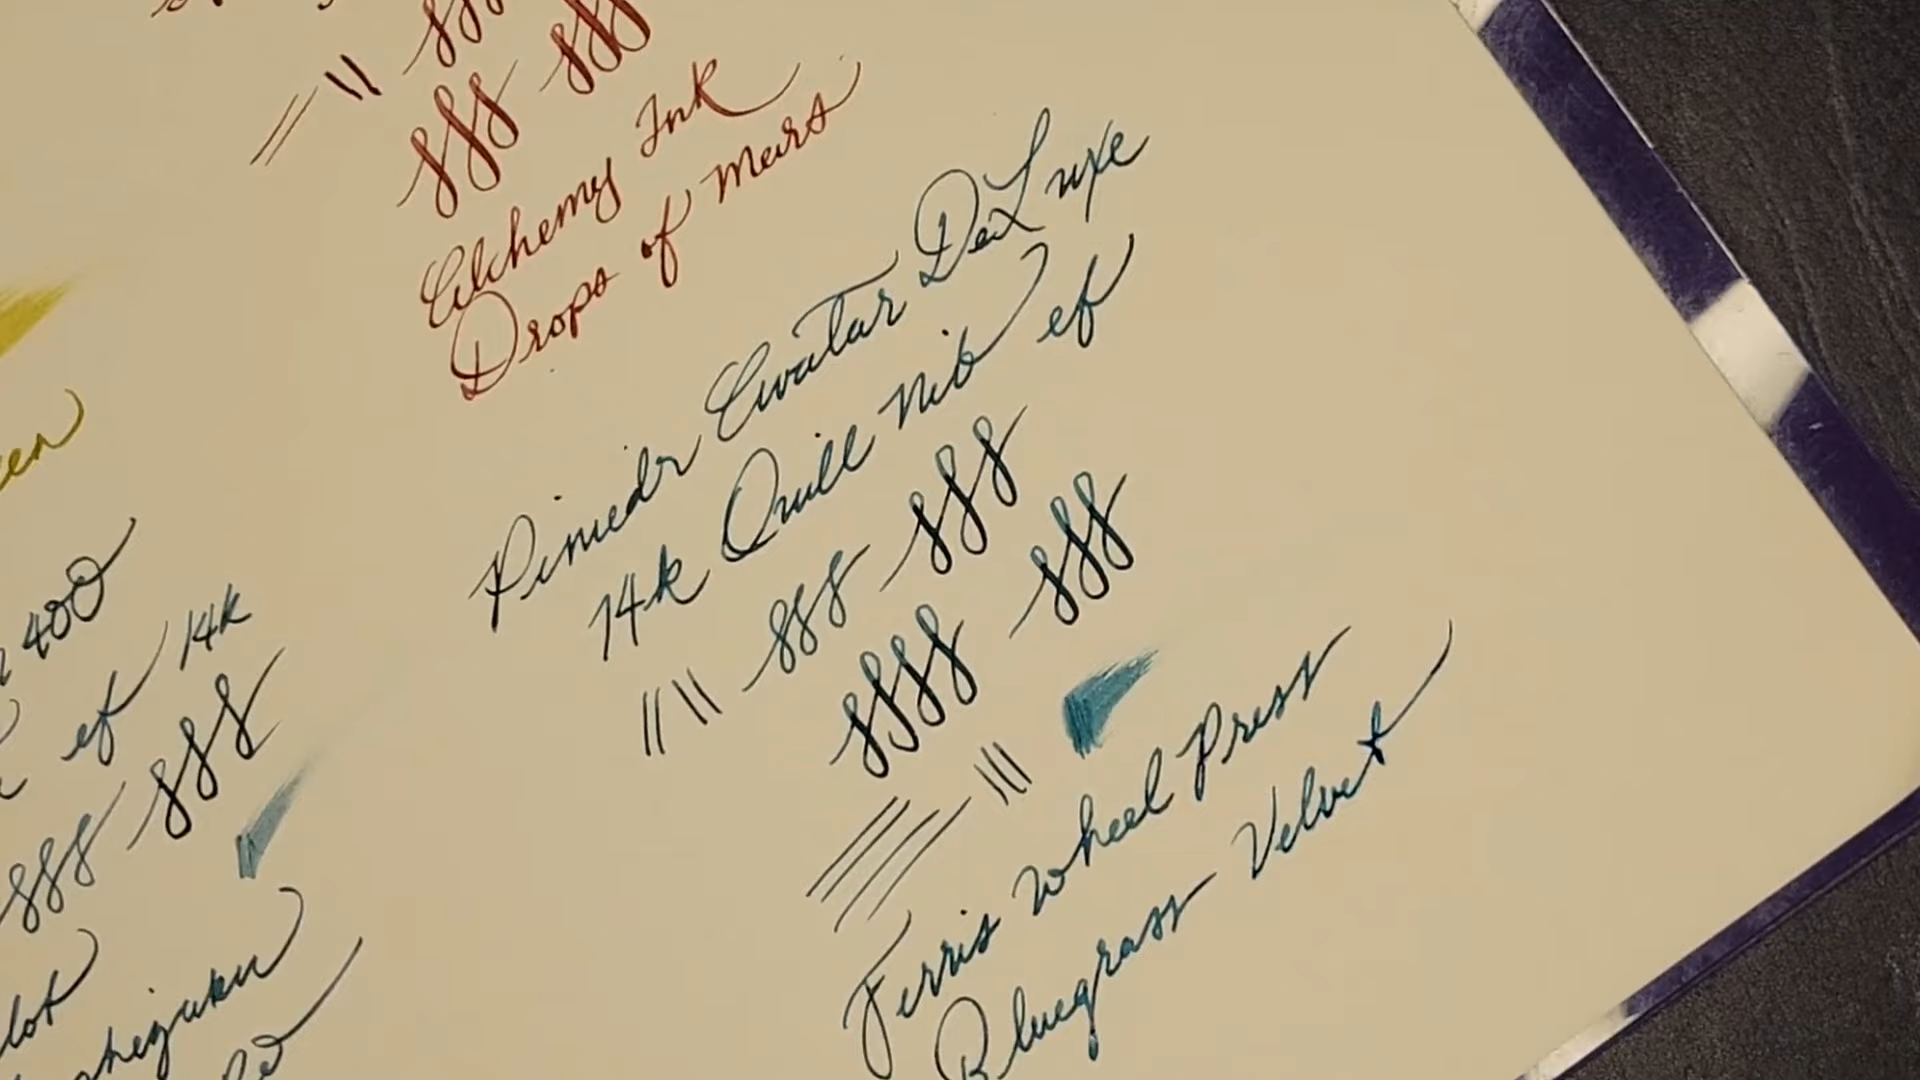 Alchemy Ink
Drops of Mars
Pineider Avatar DeLuxe
14k Quill Nib ef
Ferris Wheel Press
Bluegrass Velvet
400
ef 14k